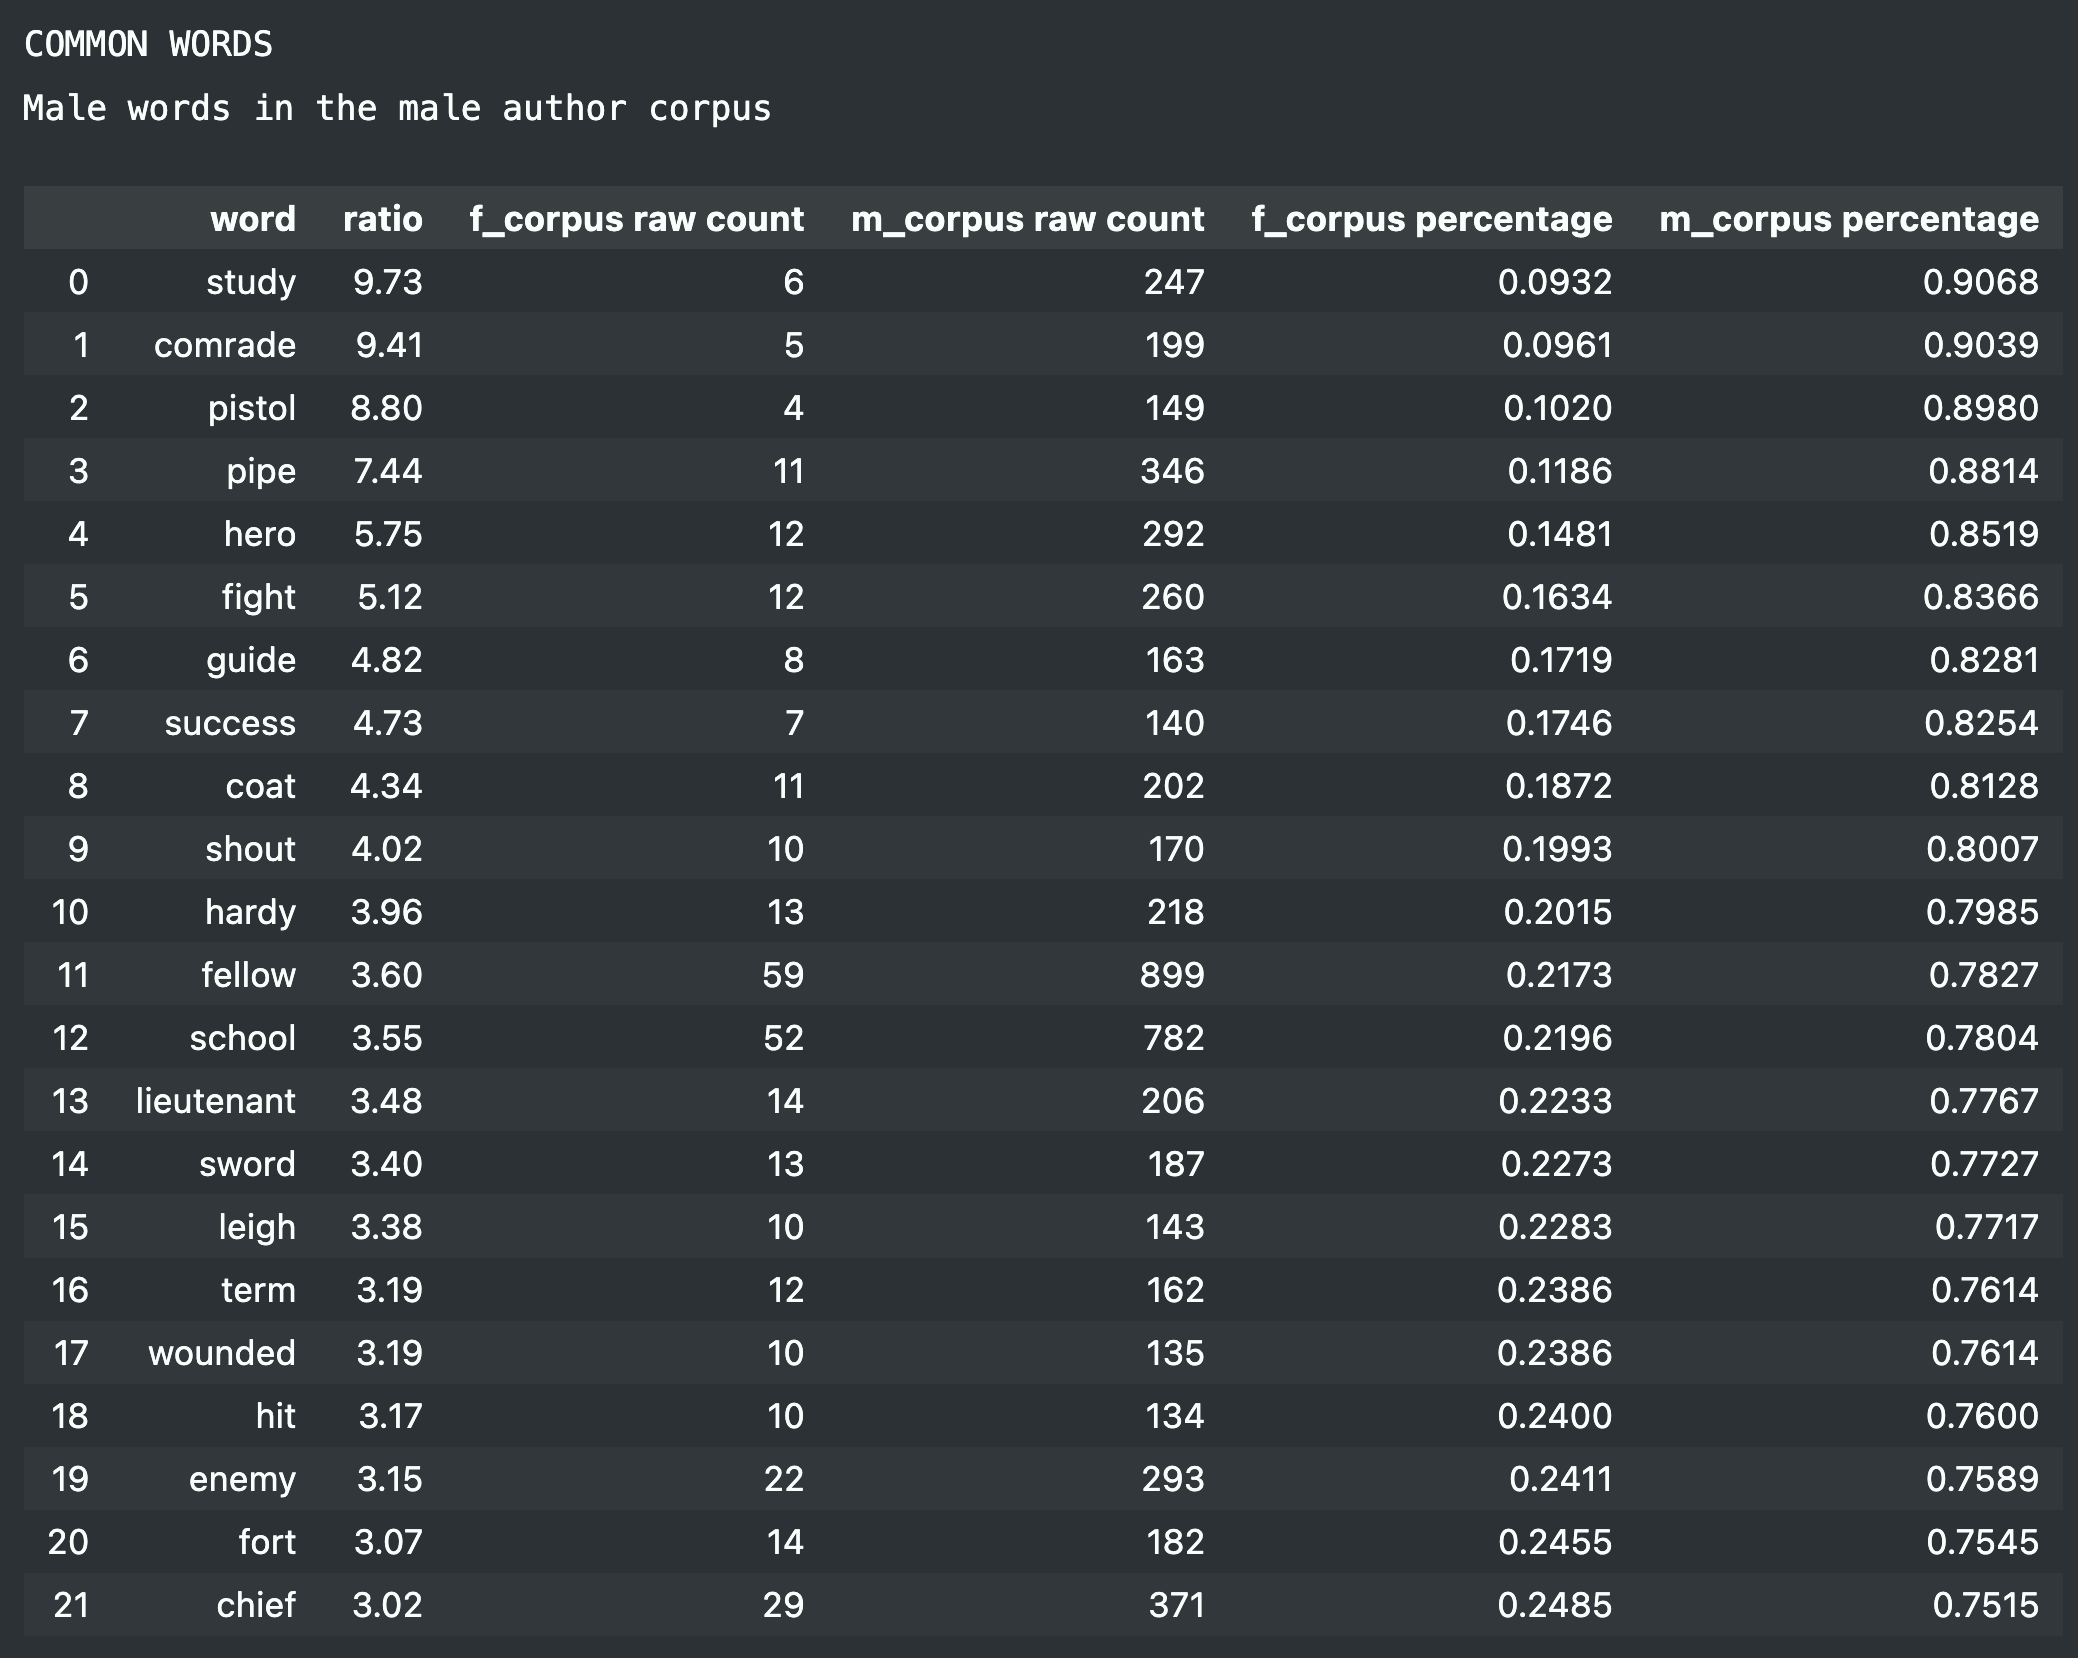 COMMON WORDS
Male words in the male author corpus
word ratio f_corpus raw count m_corpus raw count f_corpus percentage m_corpus percentage
0 study 9.73 6 247 0.0932 0.9068
1 comrade 9.41 5 199 0.0961 0.9039
2 pistol 8.80 4 149 0.1020 0.8980
3 pipe 7.44 11 346 0.1186 0.8814
4 hero 5.75 12 292 0.1481 0.8519
5 fight 5.12 12 260 0.1634 0.8366
6 guide 4.82 8 163 0.1719 0.8281
7 success 4.73 7 140 0.1746 0.8254
8 coat 4.34 11 202 0.1872 0.8128
9 shout 4.02 10 170 0.1993 0.8007
10 hardy 3.96 13 218 0.2015 0.7985
11 fellow 3.60 59 899 0.2173 0.7827
12 school 3.55 52 782 0.2196 0.7804
13 lieutenant 3.48 14 206 0.2233 0.7767
14 sword 3.40 13 187 0.2273 0.7727
15 leigh 3.38 10 143 0.2283 0.7717
16 term 3.19 12 162 0.2386 0.7614
17 wounded 3.19 10 135 0.2386 0.7614
18 hit 3.17 10 134 0.2400 0.7600
19 enemy 3.15 22 293 0.2411 0.7589
20 fort 3.07 14 182 0.2455 0.7545
21 chief 3.02 29 371 0.2485 0.7515